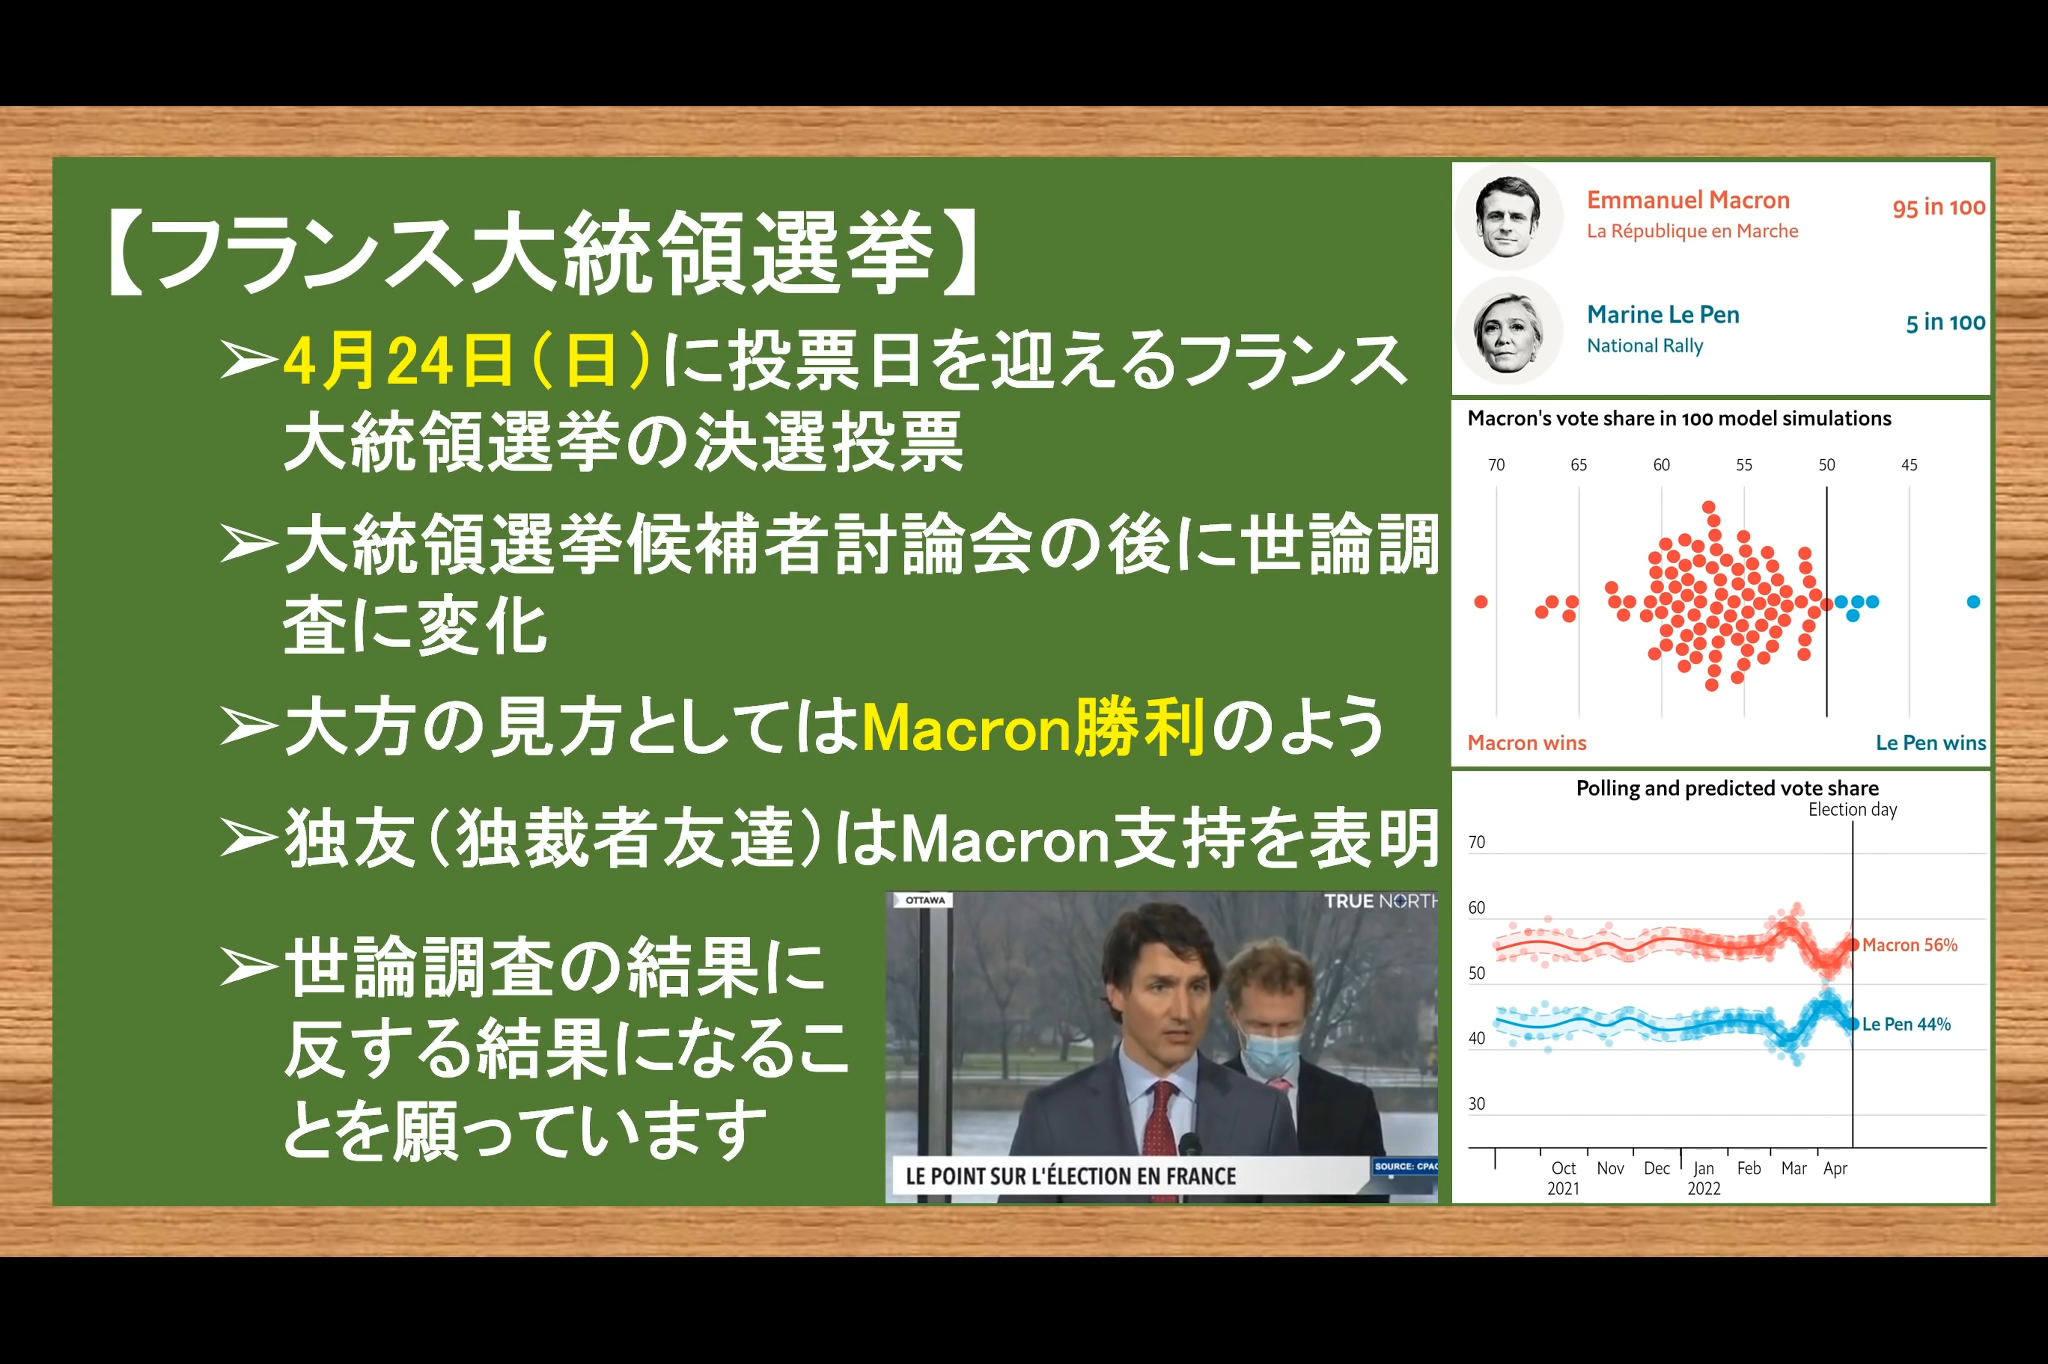 【フランス大統領選挙】
➢4月24日(日)に投票日を迎えるフランス
大統領選挙の決選投票
➢大統領選挙候補者討論会の後に世論調
査に変化
➢大方の見方としてはMacron勝利のよう
➢独友(独裁者友達)はMacron支持を表明
➢世論調査の結果に
反する結果になるこ
とを願っています
OTTAWA
TRUE NORTH
LE POINT SUR L'ÉLECTION EN FRANCE
SOURCE: CPAC
Emmanuel Macron
95 in 100
La République en Marche
Marine Le Pen
5 in 100
National Rally
Macron's vote share in 100 model simulations
70 65 60 55 50 45
Macron wins
Le Pen wins
Polling and predicted vote share
Election day
70
60
Macron 56%
50
Le Pen 44%
40
30
Oct Nov Dec Jan Feb Mar Apr
2021 2022